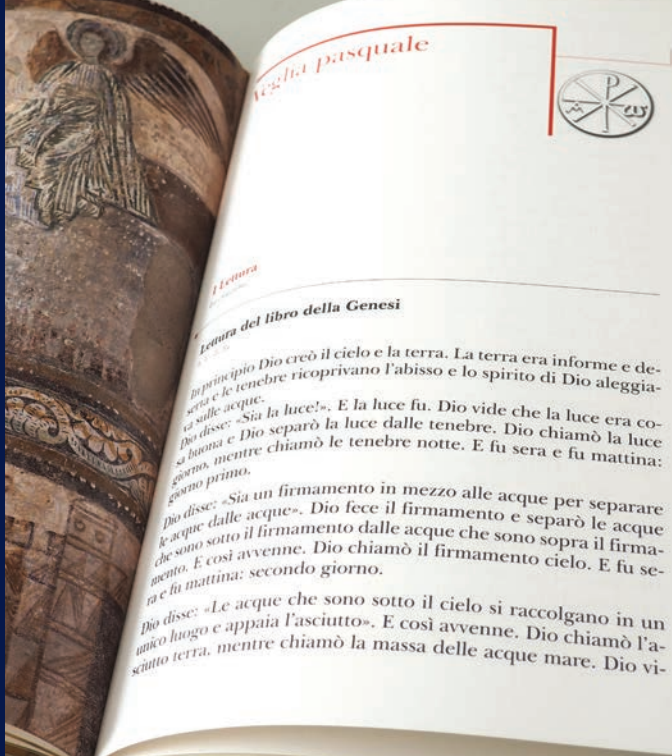 Veglia pasquale
I Lettura
Lettura del libro della Genesi
In principio Dio creò il cielo e la terra. La terra era informe e de-
serta e le tenebre ricoprivano l'abisso e lo spirito di Dio aleggia-
va sulle acque.
Dio disse: «Sia la luce!». E la luce fu. Dio vide che la luce era co-
sa buona e Dio separò la luce dalle tenebre. Dio chiamò la luce
giorno, mentre chiamò le tenebre notte. E fu sera e fu mattina:
giorno primo.
Dio disse: «Sia un firmamento in mezzo alle acque per separare
le acque dalle acque». Dio fece il firmamento e separò le acque
che sono sotto il firmamento dalle acque che sono sopra il firma-
mento. E così avvenne. Dio chiamò il firmamento cielo. E fu se-
ra e fu mattina: secondo giorno.
Dio disse: «Le acque che sono sotto il cielo si raccolgano in un
unico luogo e appaia l'asciutto». E così avvenne. Dio chiamò l'a-
sciutto terra, mentre chiamò la massa delle acque mare. Dio vi-